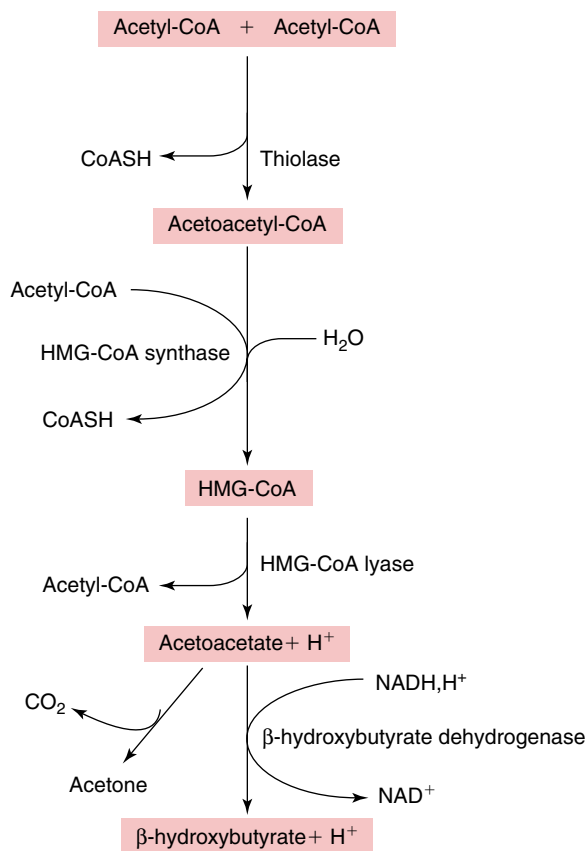 Acetyl-CoA + Acetyl-CoA
CoASH
Thiolase
Acetoacetyl-CoA
Acetyl-CoA
HMG-CoA synthase
H₂O
CoASH
HMG-CoA
HMG-CoA lyase
Acetyl-CoA
Acetoacetate + H⁺
NADH,H⁺
CO₂
β-hydroxybutyrate dehydrogenase
Acetone
NAD⁺
β-hydroxybutyrate + H⁺